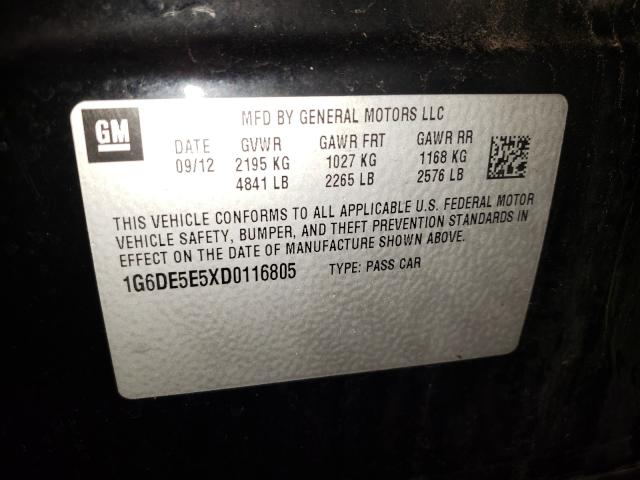 GM
MFD BY GENERAL MOTORS LLC
DATE GVWR GAWR FRT GAWR RR
09/12 2195 KG 1027 KG 1168 KG
4841 LB 2265 LB 2576 LB
THIS VEHICLE CONFORMS TO ALL APPLICABLE U.S. FEDERAL MOTOR
VEHICLE SAFETY, BUMPER, AND THEFT PREVENTION STANDARDS IN
EFFECT ON THE DATE OF MANUFACTURE SHOWN ABOVE.
1G6DE5E5XD0116805 TYPE: PASS CAR